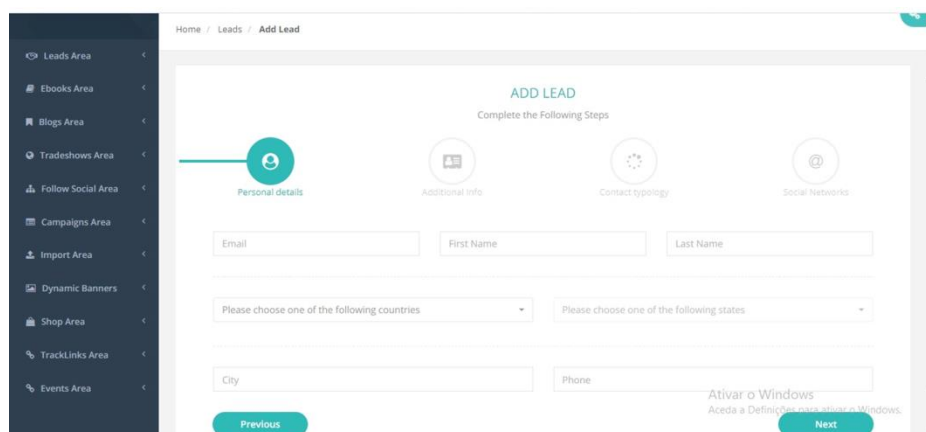 Home / Leads / Add Lead
Leads Area
Ebooks Area
Blogs Area
Tradeshows Area
Follow Social Area
Campaigns Area
Import Area
Dynamic Banners
Shop Area
TrackLinks Area
Events Area
ADD LEAD
Complete the Following Steps
Personal details
Additional Info
Contact typology
Social Networks
Email
First Name
Last Name
Please choose one of the following countries
Please choose one of the following states
City
Phone
Ativar o Windows
Aceda a Definições para ativar o Windows.
Previous
Next